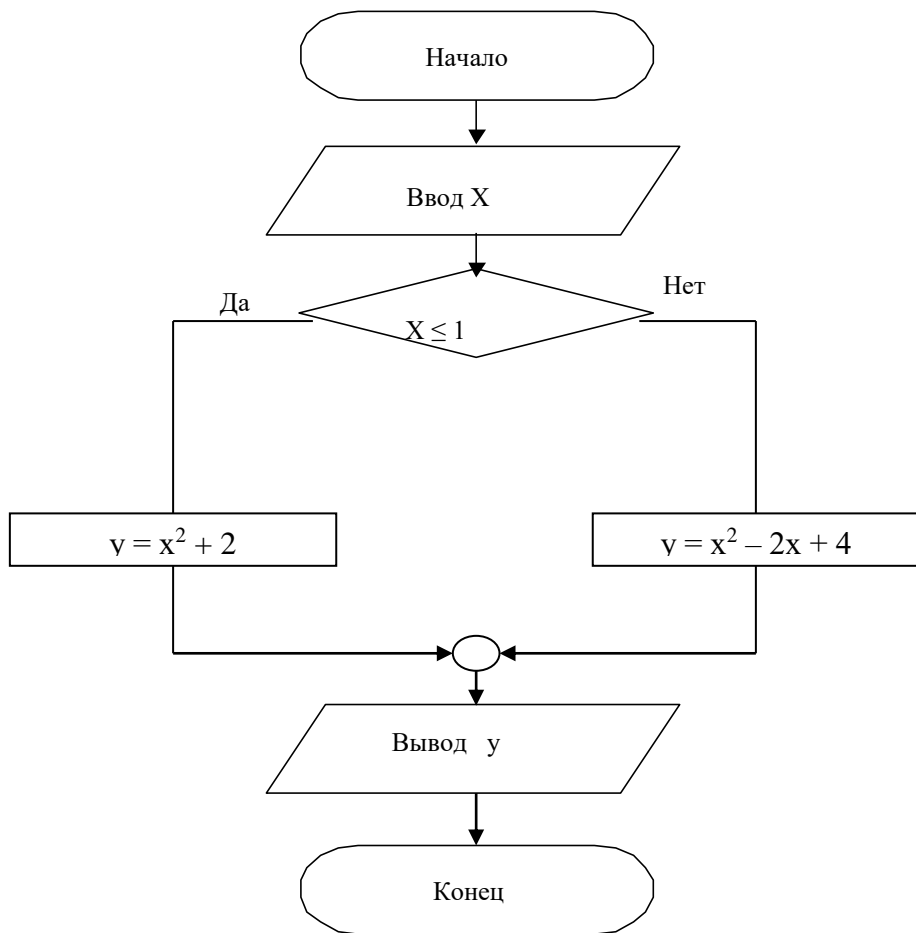 Начало
Ввод X
Да
Нет
X ≤ 1
y = x² + 2
y = x² – 2x + 4
Вывод y
Конец